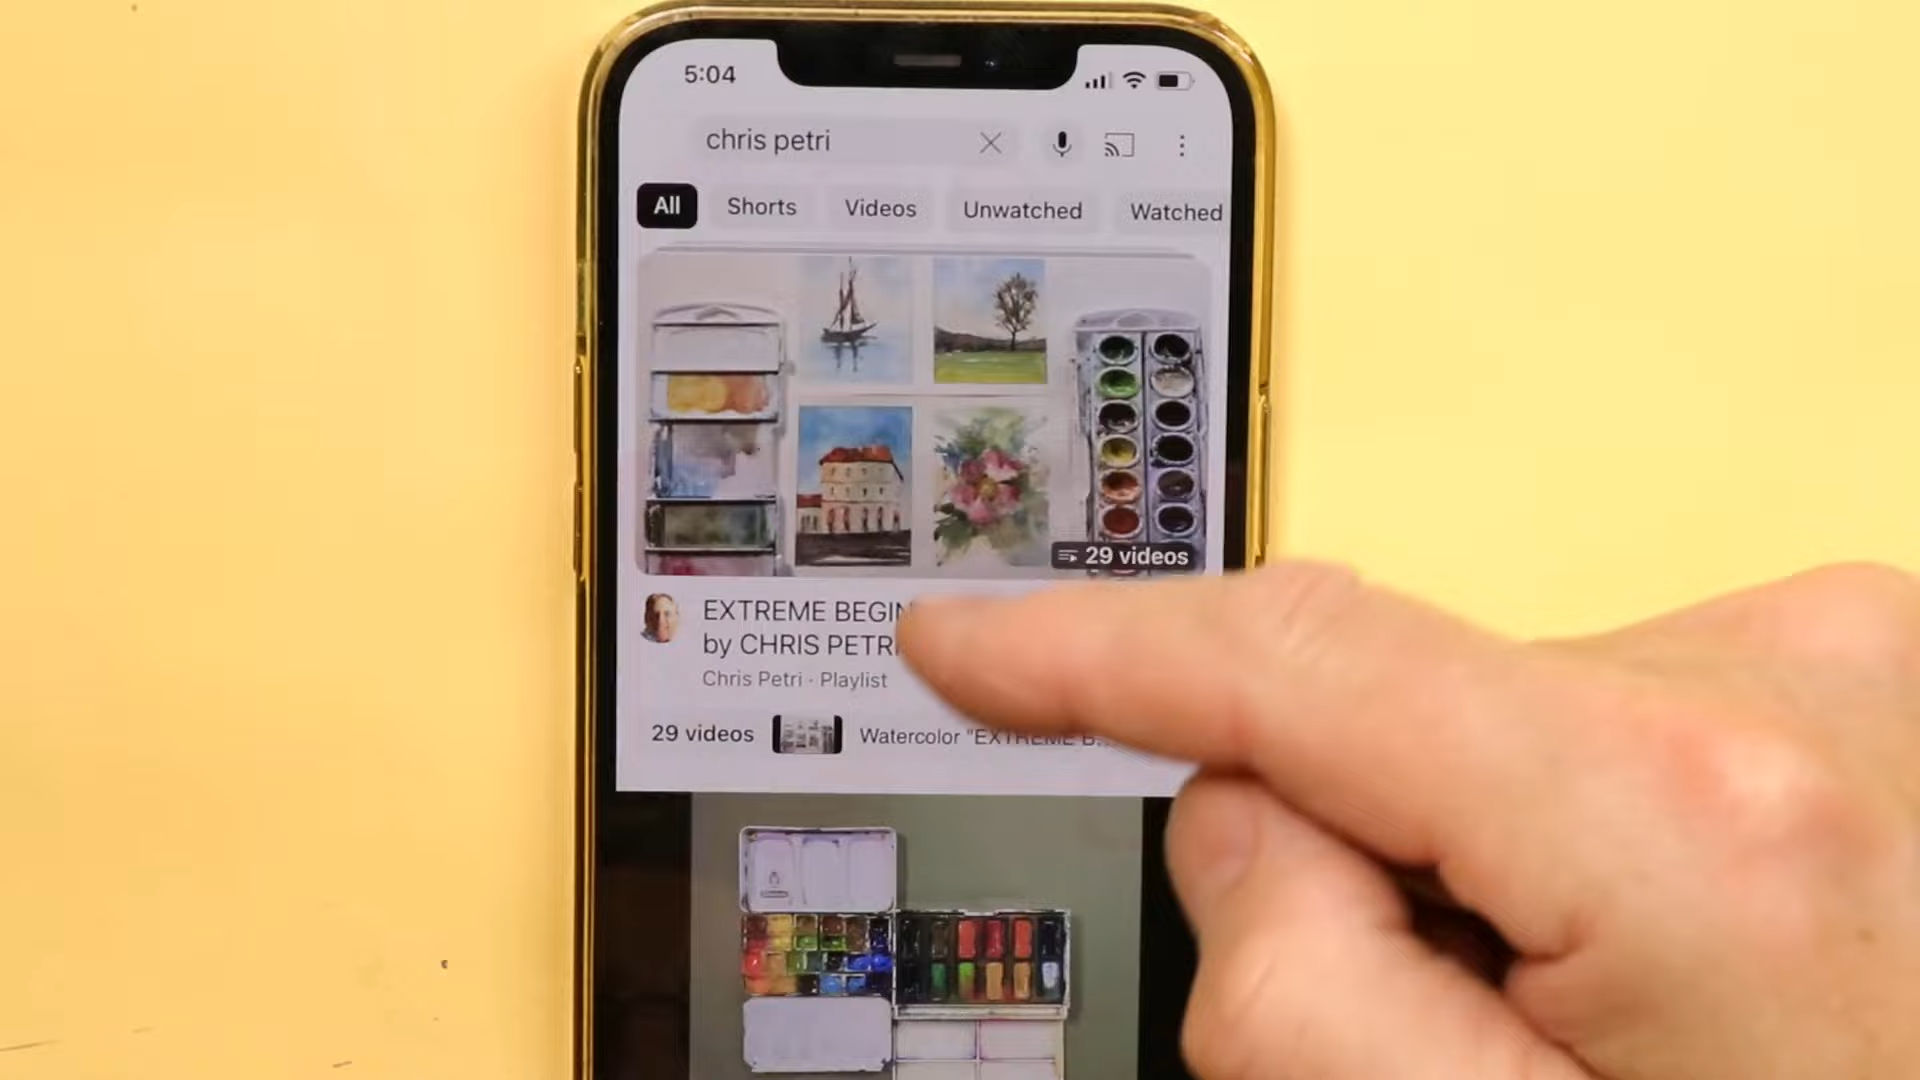 5:04
chris petri
All Shorts Videos Unwatched Watched
29 videos
EXTREME BEGIN
by CHRIS PETRI
Chris Petri · Playlist
29 videos Watercolor "EXTREME B...